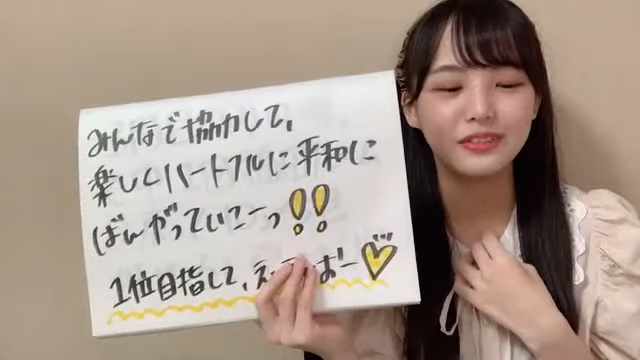 みんなで協力して、
楽しくハートフルに平和に
ばんがっていこーっ!!
1位目指して、